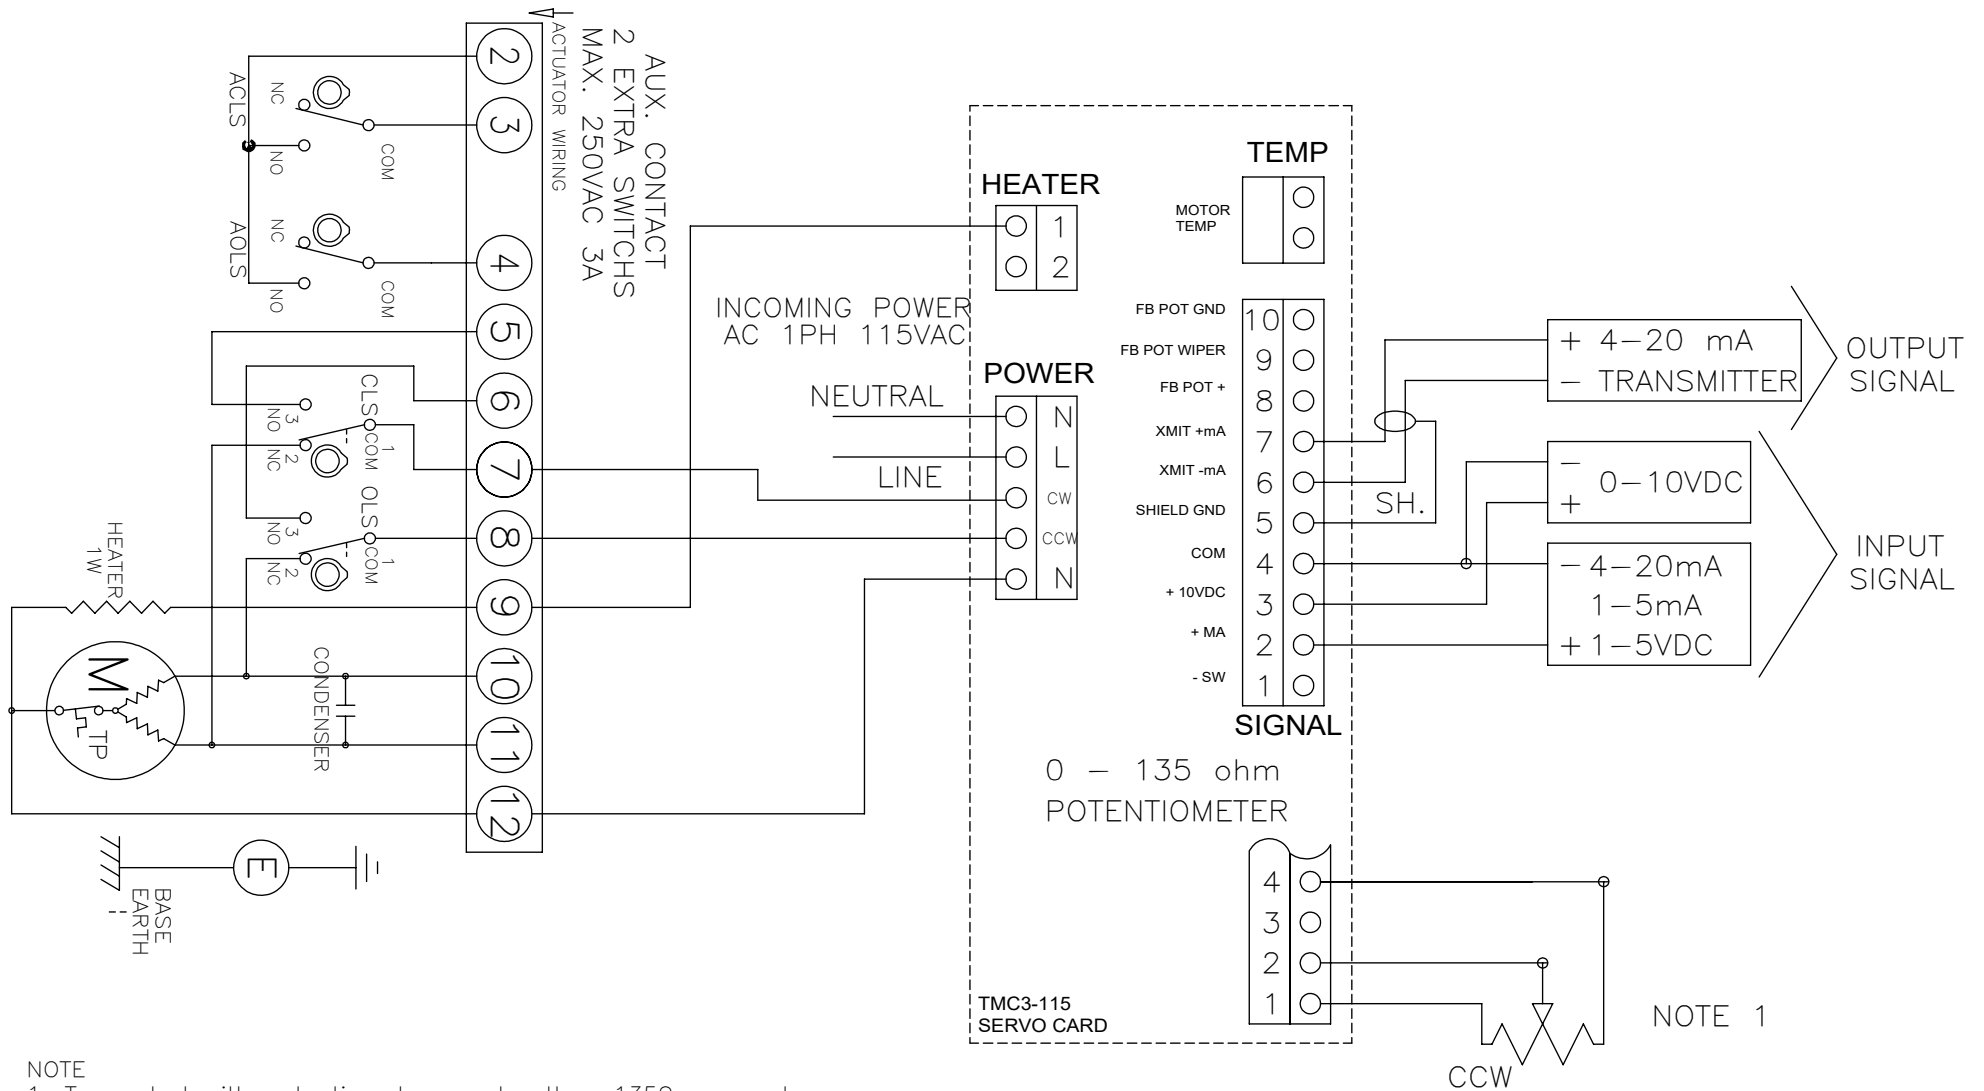 ACTUATOR WIRING
AUX. CONTACT
2 EXTRA SWITCHS
MAX. 250VAC 3A
2
3
4
5
6
7
8
9
10
11
12
ACLS
NC
NO
COM
AOLS
NC
NO
COM
CLS
3
NO
2
NC
1
COM
OLS
3
NO
2
NC
1
COM
HEATER
1W
M
TP
CONDENSER
E
BASE
EARTH
INCOMING POWER
AC 1PH 115VAC
NEUTRAL
LINE
HEATER
1
2
POWER
N
L
CW
CCW
N
TEMP
MOTOR
TEMP
FB POT GND 10
FB POT WIPER 9
FB POT + 8
XMIT +mA 7
XMIT -mA 6
SHIELD GND 5
COM 4
+ 10VDC 3
+ MA 2
- SW 1
SIGNAL
SH.
+ 4-20 mA
- TRANSMITTER
OUTPUT
SIGNAL
-
0-10VDC
+
- 4-20mA
1-5mA
+ 1-5VDC
INPUT
SIGNAL
0 - 135 ohm
POTENTIOMETER
4
3
2
1
TMC3-115
SERVO CARD
CCW
NOTE 1
NOTE